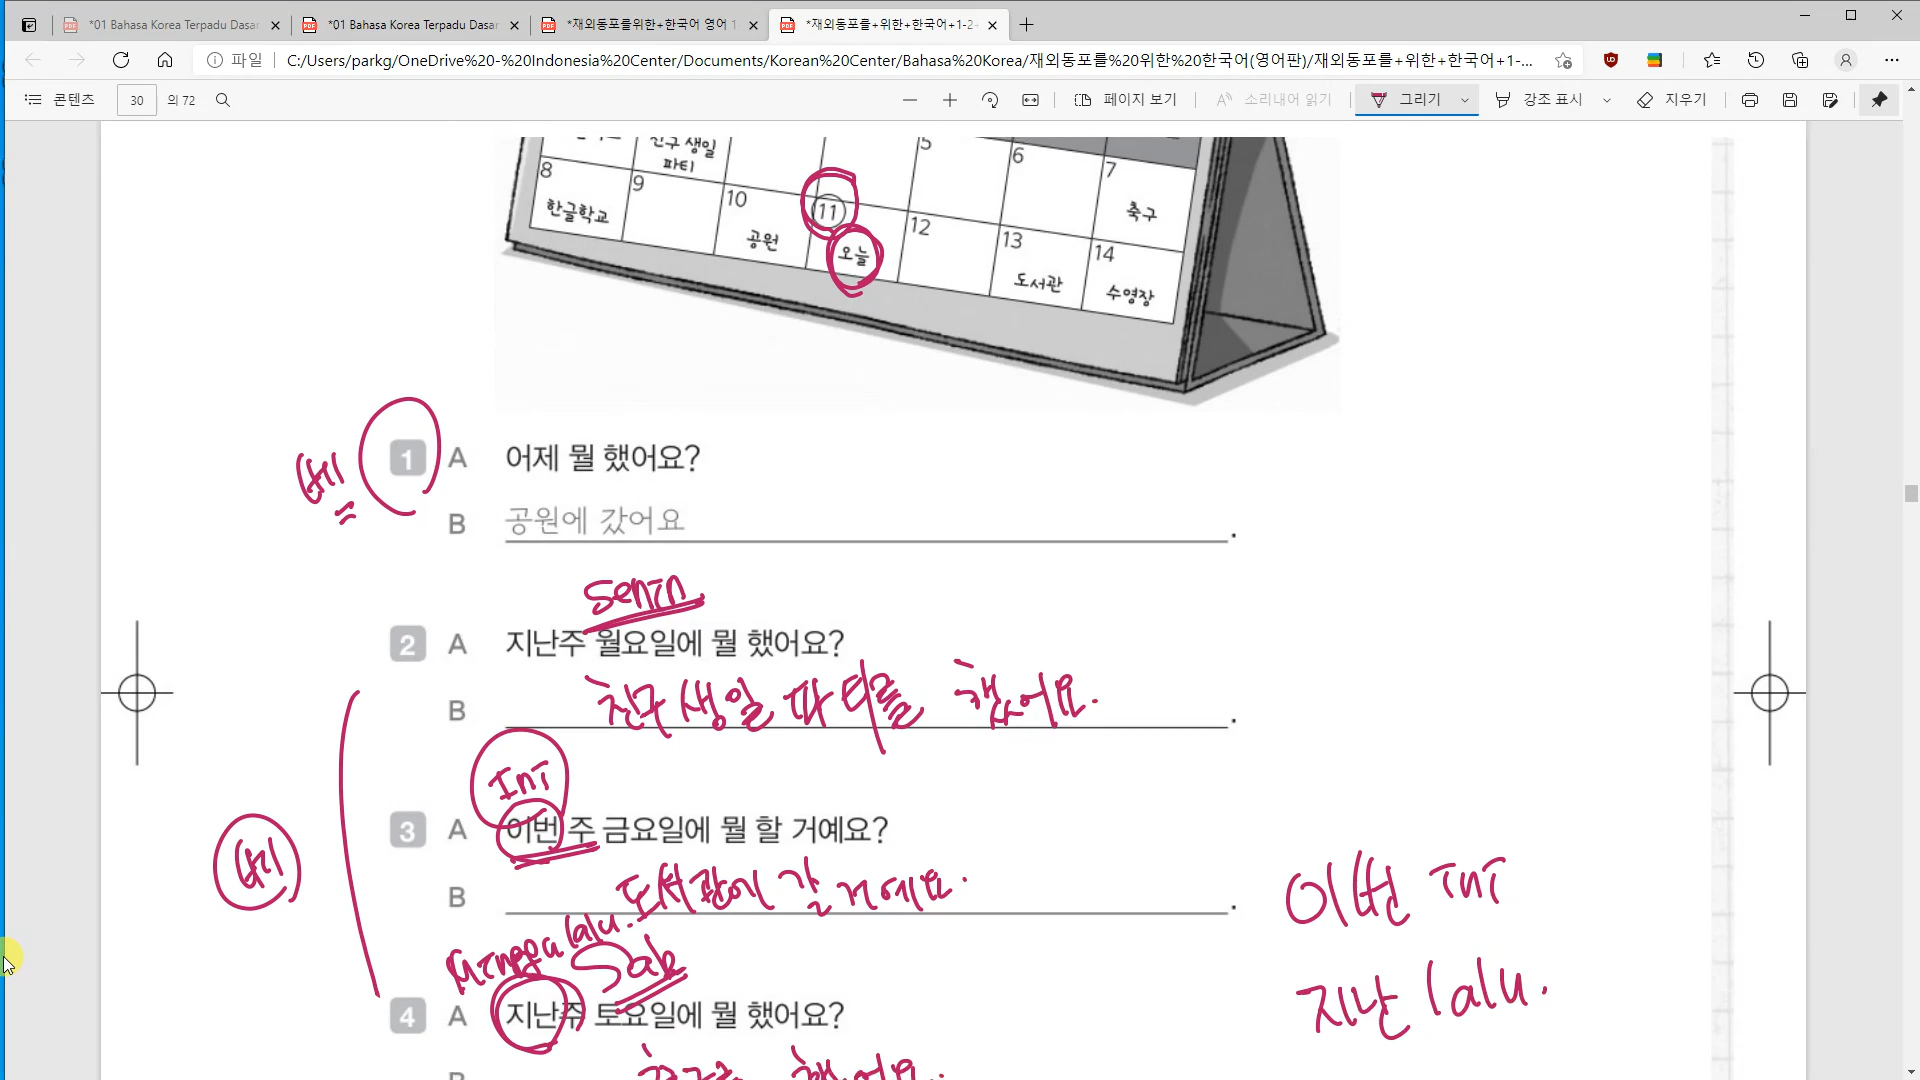 *01 Bahasa Korea Terpadu Dasar
*01 Bahasa Korea Terpadu Dasar
*재외동포를위한+한국어 영어 1
*재외동포를+위한+한국어+1-2-
파일
C:/Users/parkg/OneDrive%20-%20Indonesia%20Center/Documents/Korean%20Center/Bahasa%20Korea/재외동포를%20위한%20한국어(영어판)/재외동포를+위한+한국어+1-...
콘텐츠
30
의 72
페이지 보기
소리내어 읽기
그리기
강조 표시
지우기
친구 생일
파티
5
6
7
축구
8
한글학교
9
10
공원
11
오늘
12
13
도서관
14
수영장
네
1 A 어제 뭘 했어요?
B 공원에 갔어요.
Senin
2 A 지난주 월요일에 뭘 했어요?
B 친구 생일 파티를 했어요.
Ini
3 A 이번 주 금요일에 뭘 할 거예요?
네
B 도서관에 갈 거예요.
이번 ini
Minggu lalu. Sab
지난 lalu.
4 A 지난주 토요일에 뭘 했어요?
B 했어요.